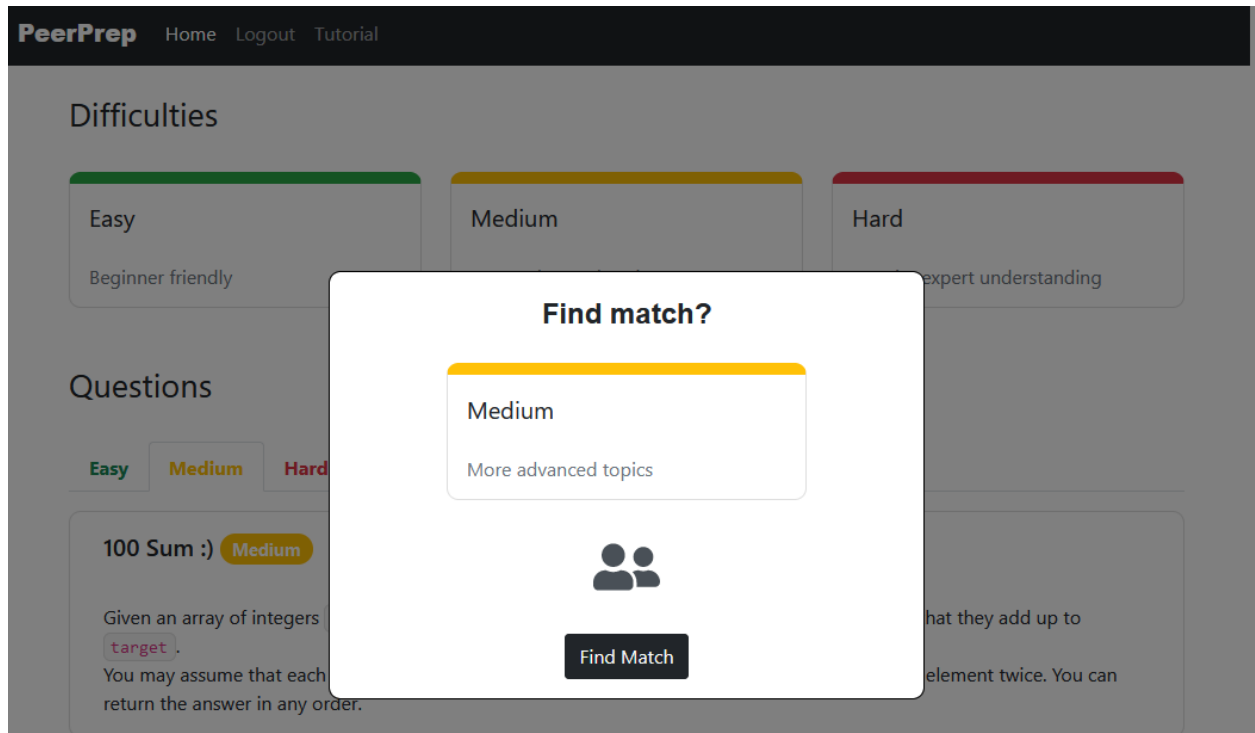 PeerPrep Home Logout Tutorial
Difficulties
Easy
Medium
Hard
Beginner friendly
expert understanding
Find match?
Medium
More advanced topics
Find Match
Questions
Easy Medium Hard
100 Sum :) Medium
Given an array of integers
hat they add up to
target .
You may assume that each
element twice. You can
return the answer in any order.